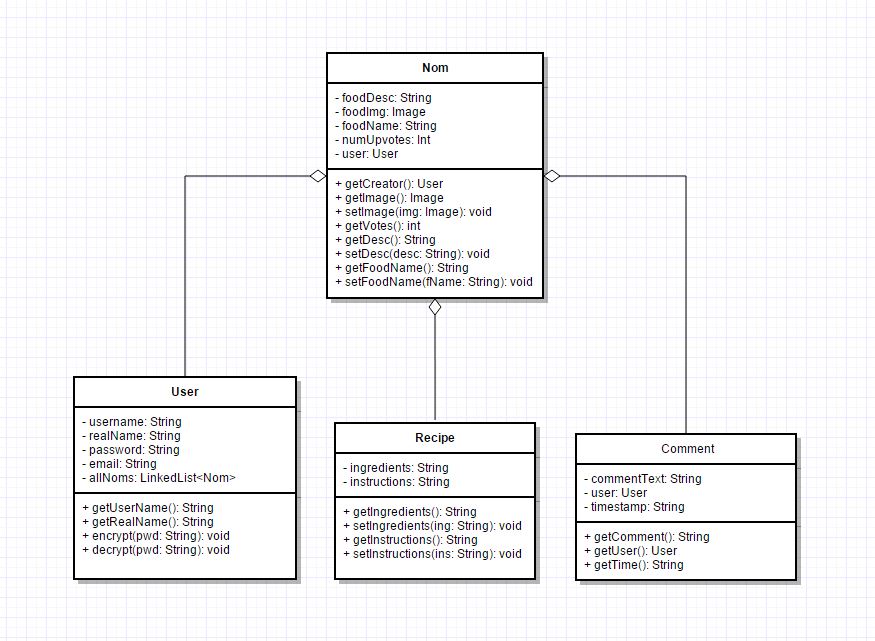 Nom
- foodDesc: String
- foodImg: Image
- foodName: String
- numUpvotes: Int
- user: User
+ getCreator(): User
+ getImage(): Image
+ setImage(img: Image): void
+ getVotes(): int
+ getDesc(): String
+ setDesc(desc: String): void
+ getFoodName(): String
+ setFoodName(fName: String): void
User
- username: String
- realName: String
- password: String
- email: String
- allNoms: LinkedList<Nom>
+ getUserName(): String
+ getRealName(): String
+ encrypt(pwd: String): void
+ decrypt(pwd: String): void
Recipe
- ingredients: String
- instructions: String
+ getIngredients(): String
+ setIngredients(ing: String): void
+ getInstructions(): String
+ setInstructions(ins: String): void
Comment
- commentText: String
- user: User
- timestamp: String
+ getComment(): String
+ getUser(): User
+ getTime(): String